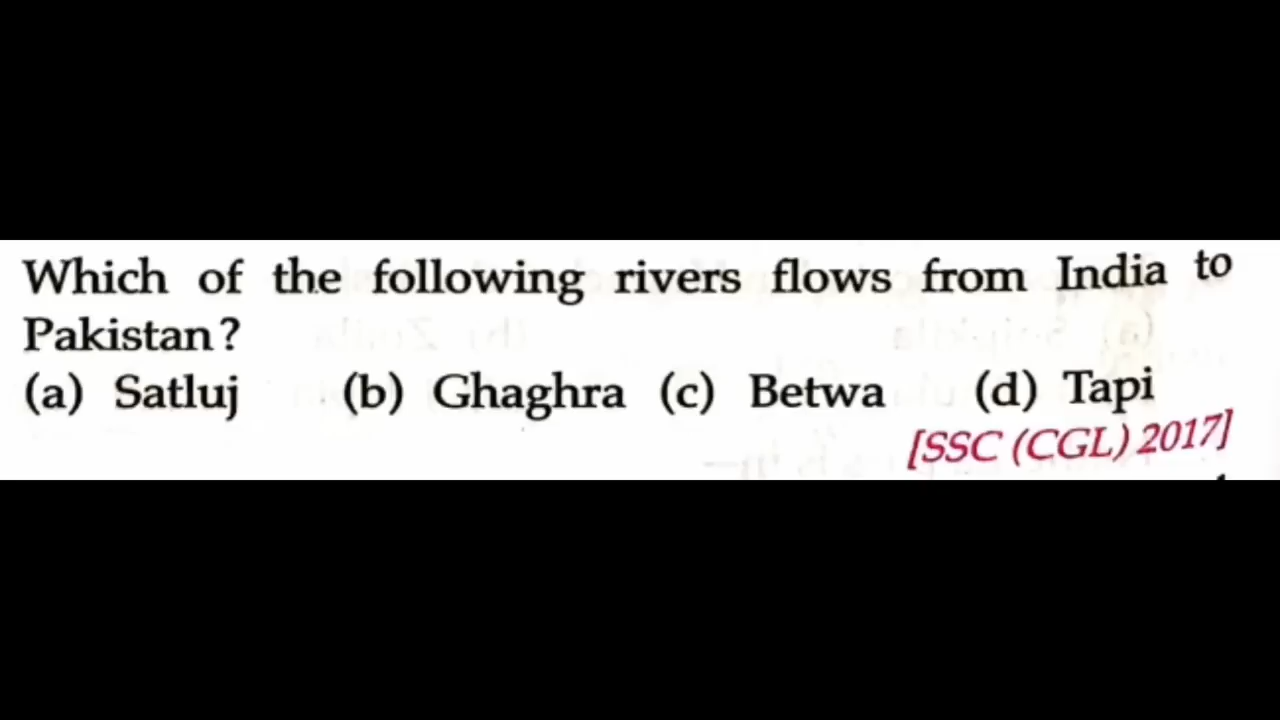 Which of the following rivers flows from India to
Pakistan?
(a) Satluj (b) Ghaghra (c) Betwa (d) Tapi
[SSC (CGL) 2017]